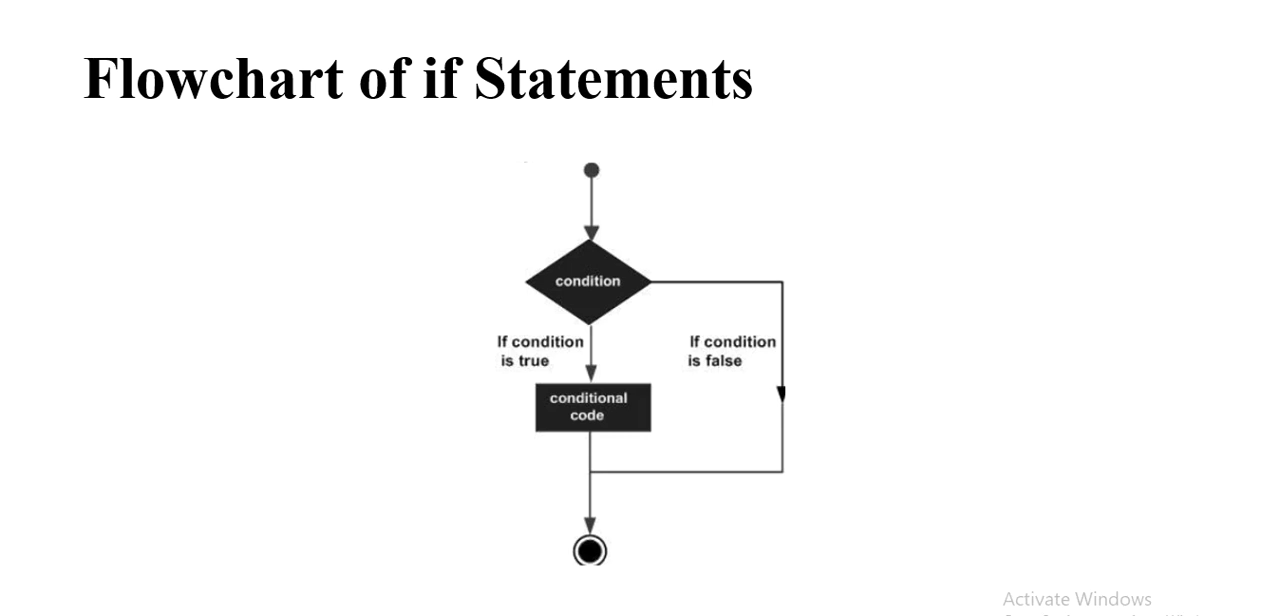 Flowchart of if Statements
condition
If condition
is true
If condition
is false
conditional
code
Activate Windows